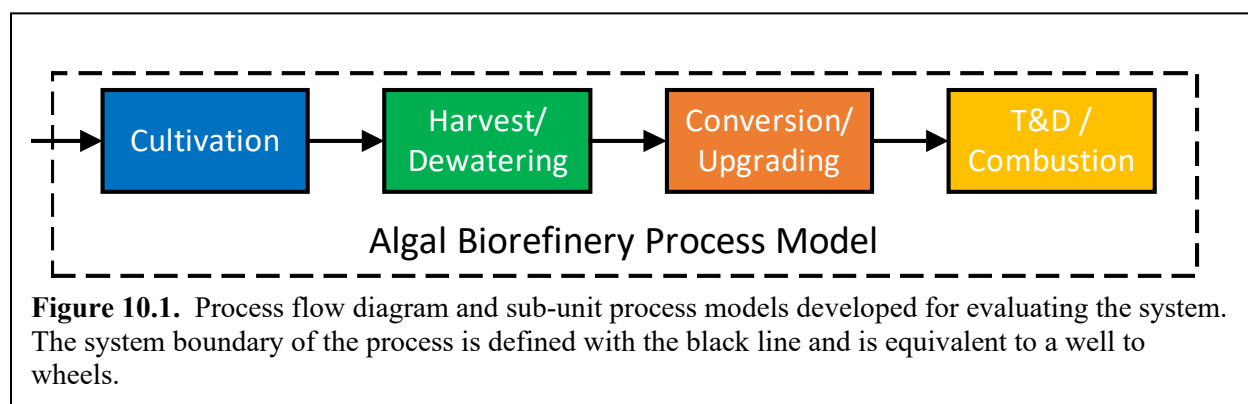 Cultivation
Harvest/
Dewatering
Conversion/
Upgrading
T&D /
Combustion
Algal Biorefinery Process Model
Figure 10.1. Process flow diagram and sub-unit process models developed for evaluating the system.
The system boundary of the process is defined with the black line and is equivalent to a well to
wheels.